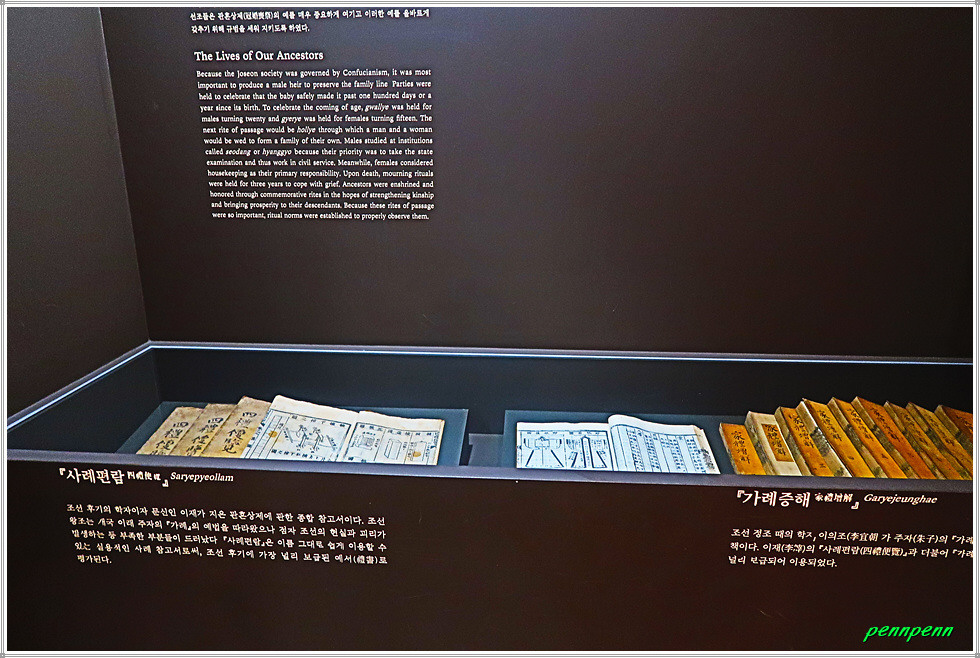 선조들은 관혼상제(冠婚喪祭)의 예를 매우 중요하게 여기고 이러한 예를 올바르게
갖추기 위해 규범을 세워 지키도록 하였다.
The Lives of Our Ancestors
Because the Joseon society was governed by Confucianism, it was most
important to produce a male heir to preserve the family line. Parties were
held to celebrate that the baby safely made it past one hundred days or a
year since its birth. To celebrate the coming of age, gwallye was held for
males turning twenty and gyerye was held for females turning fifteen. The
next rite of passage would be hollye through which a man and a woman
would be wed to form a family of their own. Males studied at institutions
called seodang or hyanggyo because their priority was to take the state
examination and thus work in civil service. Meanwhile, females considered
housekeeping as their primary responsibility. Upon death, mourning rituals
were held for three years to cope with grief. Ancestors were enshrined and
honored through commemorative rites in the hopes of strengthening kinship
and bringing prosperity to their descendants. Because these rites of passage
were so important, ritual norms were established to properly observe them.
『사례편람 四禮便覽』 Saryepyeollam
조선 후기의 학자이자 문신인 이재가 지은 관혼상제에 관한 종합 참고서이다. 조선
왕조는 개국 이래 주자의 『가례』의 예법을 따라왔으나 점차 조선의 현실과 괴리가
발생하는 등 부족한 부분들이 드러났다 『사례편람』은 이름 그대로 쉽게 이용할 수
있는 실용적인 사례 참고서로써, 조선 후기에 가장 널리 보급된 예서(禮書)로
평가된다.
『가례증해 家禮增解』 Garyejeunghae
조선 정조 때의 학자, 이의조(李宜朝 가 주자(朱子)의 『가례
책이다. 이재(李縡)의 『사례편람(四禮便覽)』과 더불어 『가례
널리 보급되어 이용되었다.
pennpenn